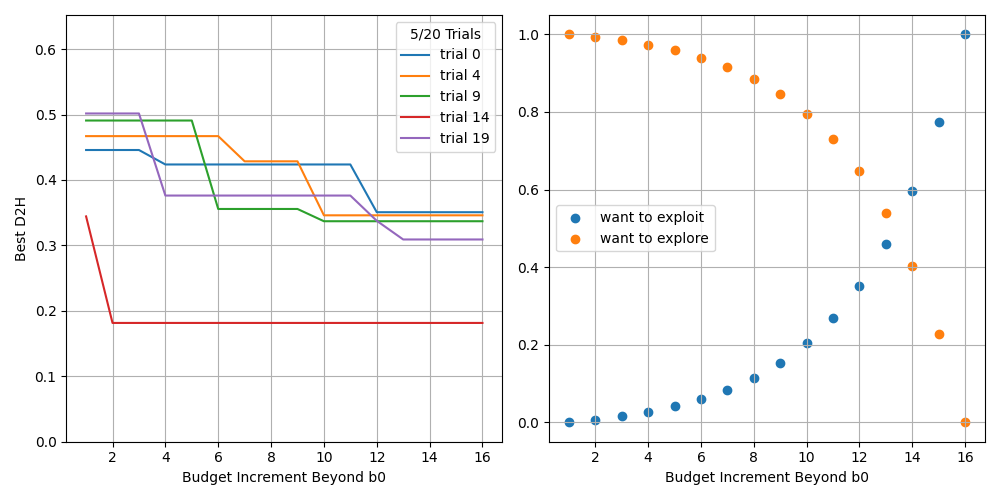 5/20 Trials
trial 0
trial 4
trial 9
trial 14
trial 19
0.6
0.5
0.4
0.3
0.2
0.1
0.0
Best D2H
2 4 6 8 10 12 14 16
Budget Increment Beyond b0
1.0
0.8
0.6
0.4
0.2
0.0
want to exploit
want to explore
2 4 6 8 10 12 14 16
Budget Increment Beyond b0